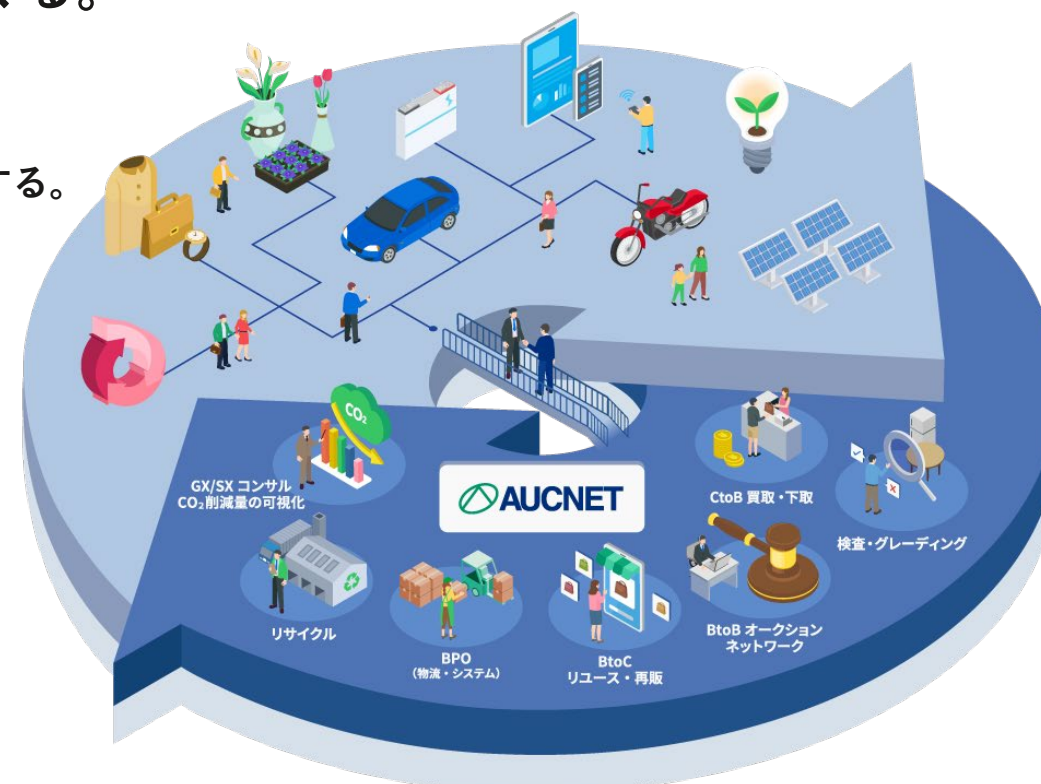 る。
する。
CO₂
GX/SX コンサル
CO₂削減量の可視化
AUCNET
CtoB 買取・下取
検査・グレーディング
リサイクル
BPO
(物流・システム)
BtoC
リユース・再販
BtoB オークション
ネットワーク